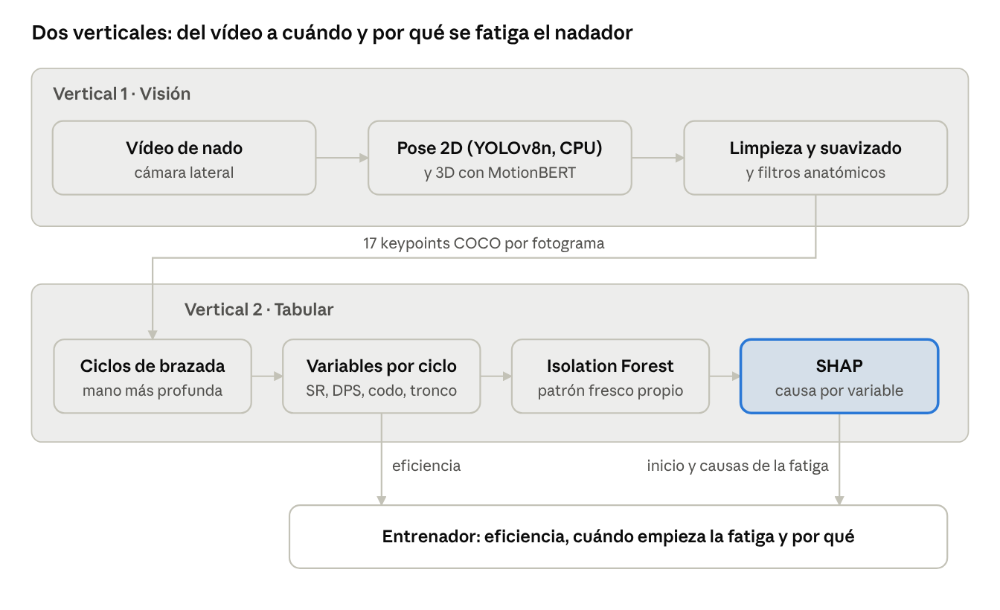 Dos verticales: del vídeo a cuándo y por qué se fatiga el nadador
Vertical 1 · Visión
Vídeo de nado
cámara lateral
Pose 2D (YOLOv8n, CPU)
y 3D con MotionBERT
Limpieza y suavizado
y filtros anatómicos
17 keypoints COCO por fotograma
Vertical 2 · Tabular
Ciclos de brazada
mano más profunda
Variables por ciclo
SR, DPS, codo, tronco
Isolation Forest
patrón fresco propio
SHAP
causa por variable
eficiencia
inicio y causas de la fatiga
Entrenador: eficiencia, cuándo empieza la fatiga y por qué